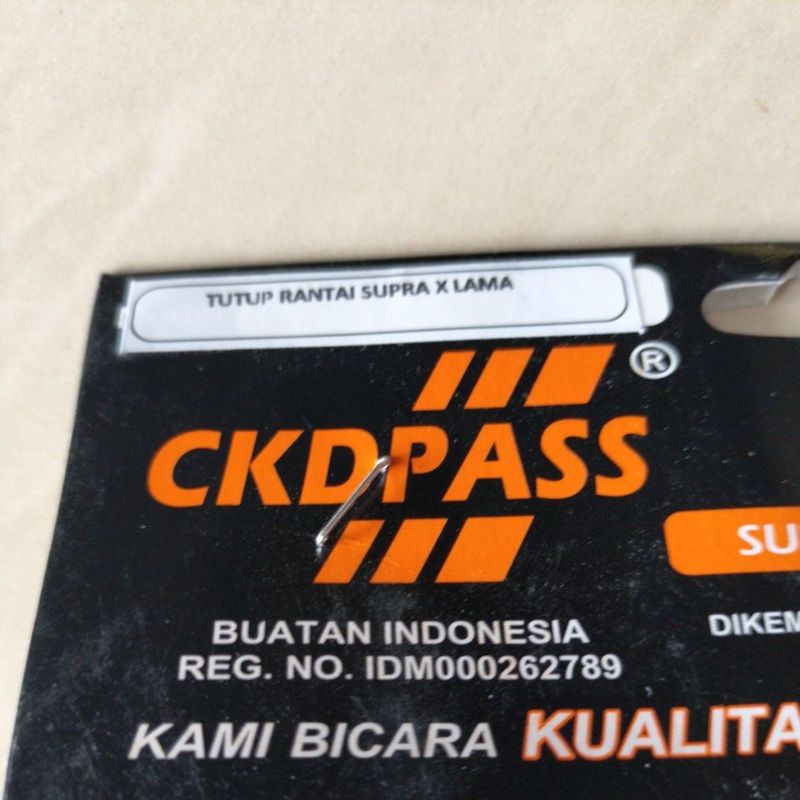 TUTUP RANTAI SUPRA X LAMA
®
CKDPASS
BUATAN INDONESIA
REG. NO. IDM000262789
KAMI BICARA